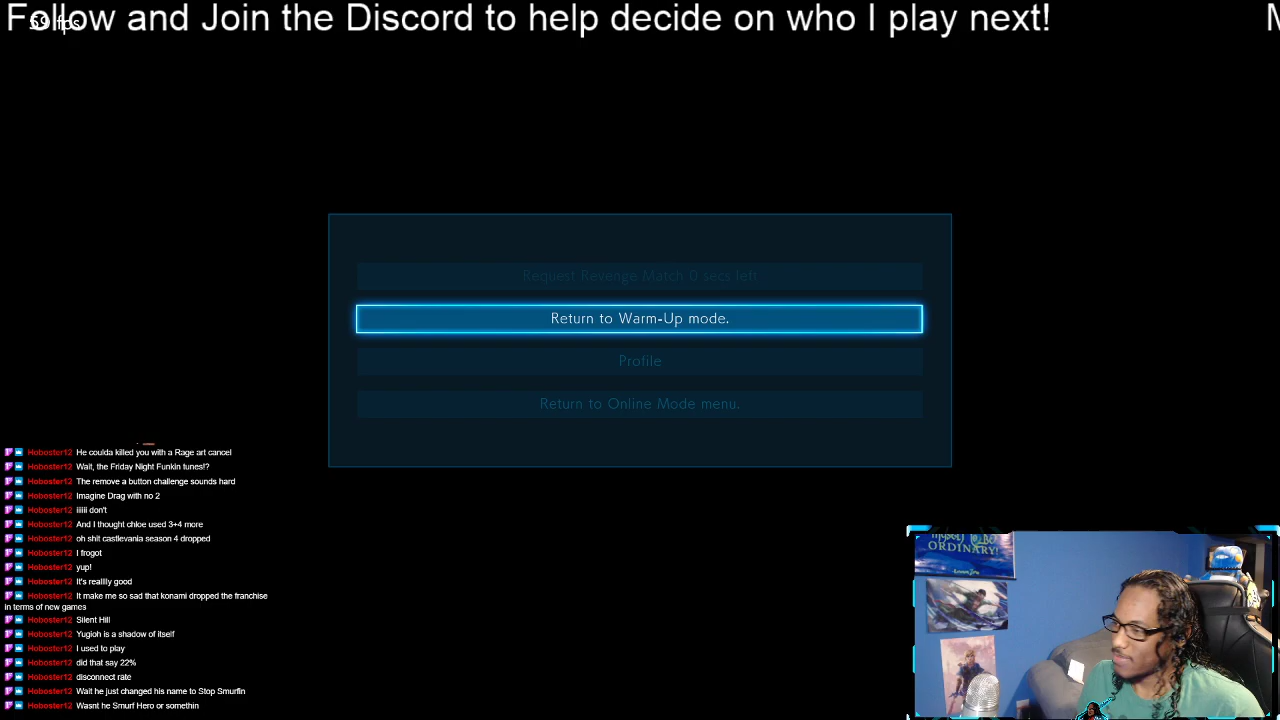 Follow and Join the Discord to help decide on who I play next!
59 fps
Request Revenge Match 0 secs left
Return to Warm-Up mode.
Profile
Return to Online Mode menu.
Hoboster12 He coulda killed you with a Rage art cancel
Hoboster12 Wait, the Friday Night Funkin tunes!?
Hoboster12 The remove a button challenge sounds hard
Hoboster12 Imagine Drag with no 2
Hoboster12 iiiiii don't
Hoboster12 And I thought chloe used 3+4 more
Hoboster12 oh shit castlevania season 4 dropped
Hoboster12 I frogot
Hoboster12 yup!
Hoboster12 It's reallly good
Hoboster12 It make me so sad that konami dropped the franchise
in terms of new games
Hoboster12 Silent Hill
Hoboster12 Yugioh is a shadow of itself
Hoboster12 I used to play
Hoboster12 did that say 22%
Hoboster12 disconnect rate
Hoboster12 Wait he just changed his name to Stop Smurfin
Hoboster12 Wasnt he Smurf Hero or somethin
ORDINARY!